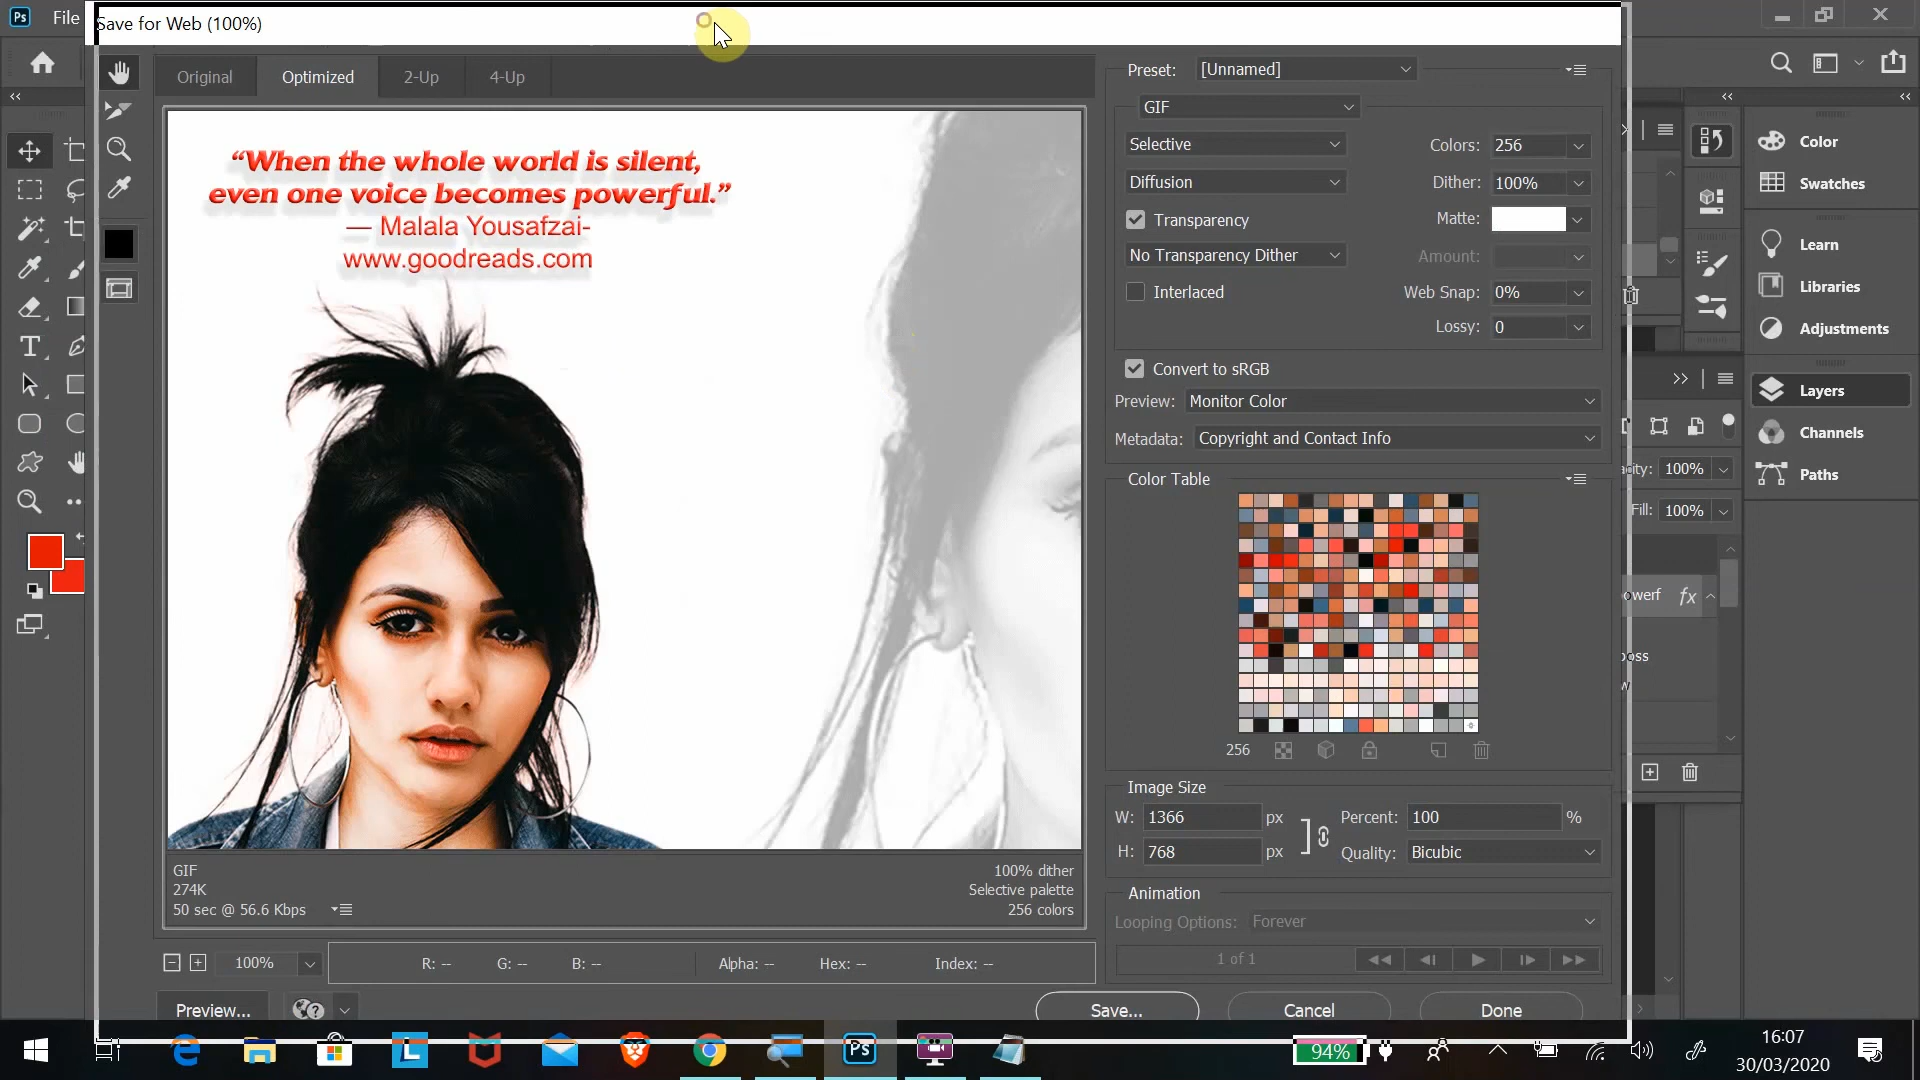 Ps File
Save for Web (100%)
Original Optimized 2-Up 4-Up
“When the whole world is silent,
even one voice becomes powerful.”
— Malala Yousafzai-
www.goodreads.com
GIF
274K
50 sec @ 56.6 Kbps
100% dither
Selective palette
256 colors
100%
R: -- G: -- B: -- Alpha: -- Hex: -- Index: --
Preview...
Save... Cancel Done
Preset: [Unnamed]
GIF
Selective Colors: 256
Diffusion Dither: 100%
Transparency Matte:
No Transparency Dither Amount:
Interlaced Web Snap: 0%
Lossy: 0
Convert to sRGB
Preview: Monitor Color
Metadata: Copyright and Contact Info
Color Table
256
Image Size
W: 1366 px Percent: 100 %
H: 768 px Quality: Bicubic
Animation
Looping Options: Forever
1 of 1
Color
Swatches
Learn
Libraries
Adjustments
Layers
Channels
Paths
100%
Fill: 100%
fx
T
Ps
94%
16:07
30/03/2020